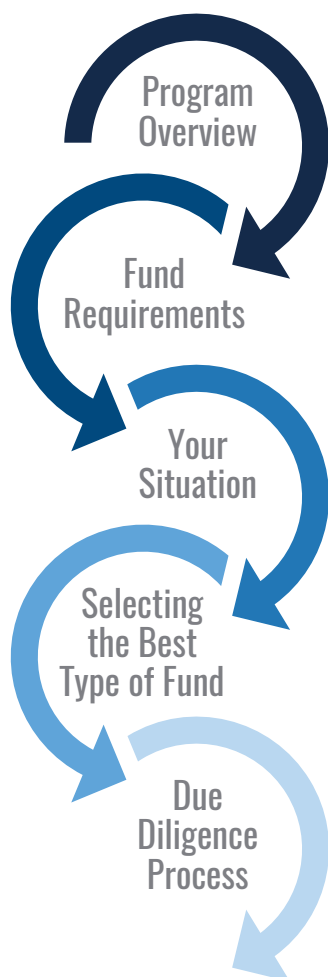 Program
Overview
Fund
Requirements
Your
Situation
Selecting
the Best
Type of Fund
Due
Diligence
Process